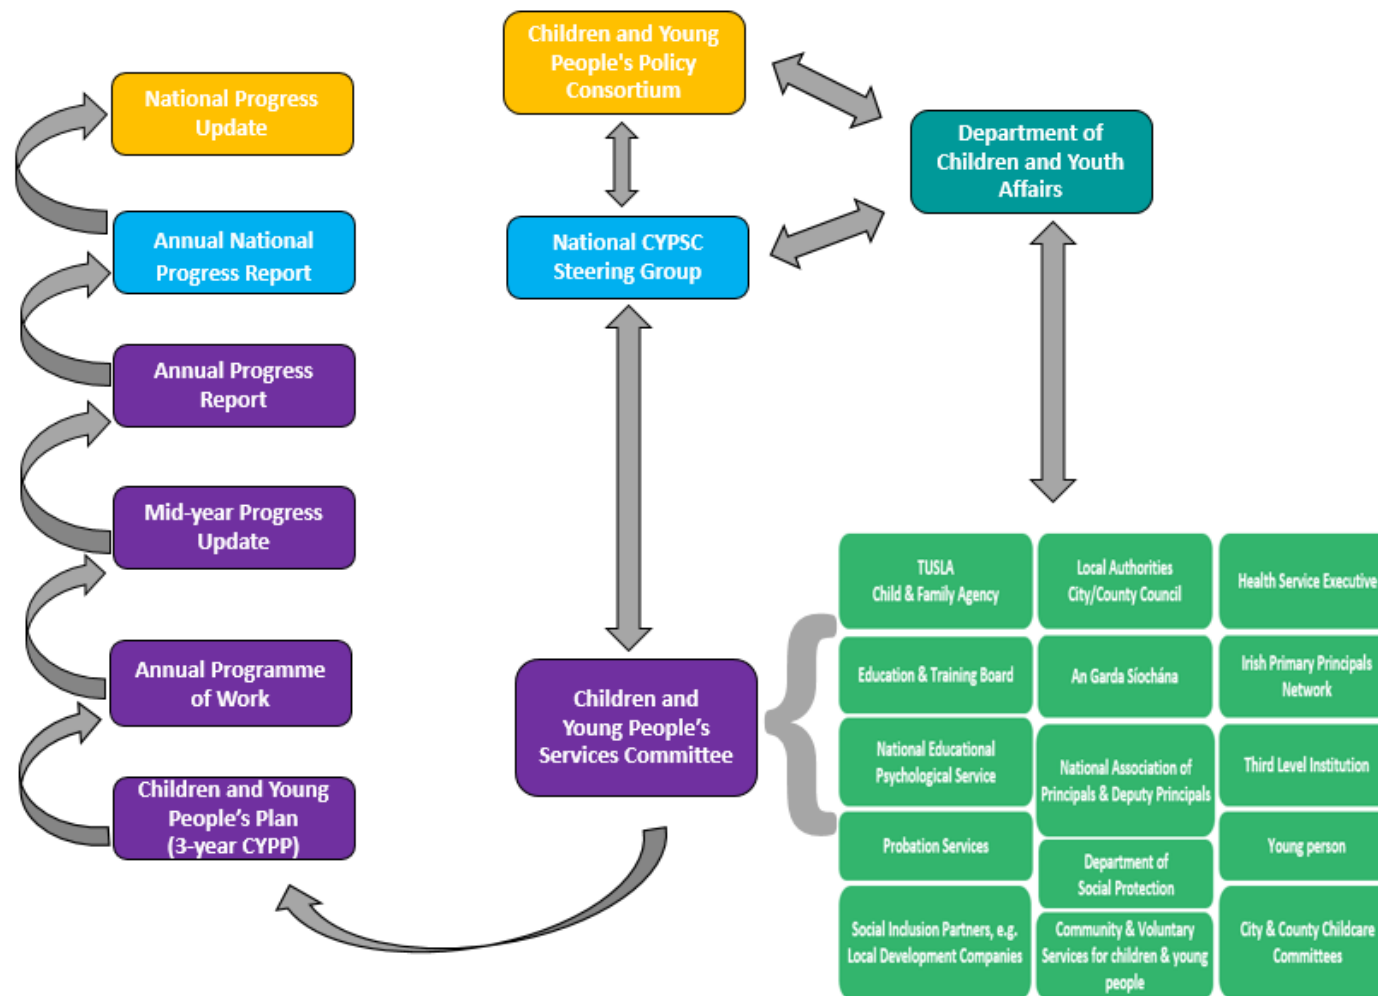 National Progress
Update
Annual National
Progress Report
Annual Progress
Report
Mid-year Progress
Update
Annual Programme
of Work
Children and Young
People’s Plan
(3-year CYPP)
Children and Young
People's Policy
Consortium
National CYPSC
Steering Group
Children and
Young People’s
Services Committee
Department of
Children and Youth
Affairs
TUSLA
Child & Family Agency
Local Authorities
City/County Council
Health Service Executive
Education & Training Board
An Garda Síochána
Irish Primary Principals
Network
National Educational
Psychological Service
National Association of
Principals & Deputy Principals
Third Level Institution
Probation Services
Department of
Social Protection
Young person
Social Inclusion Partners, e.g.
Local Development Companies
Community & Voluntary
Services for children & young
people
City & County Childcare
Committees